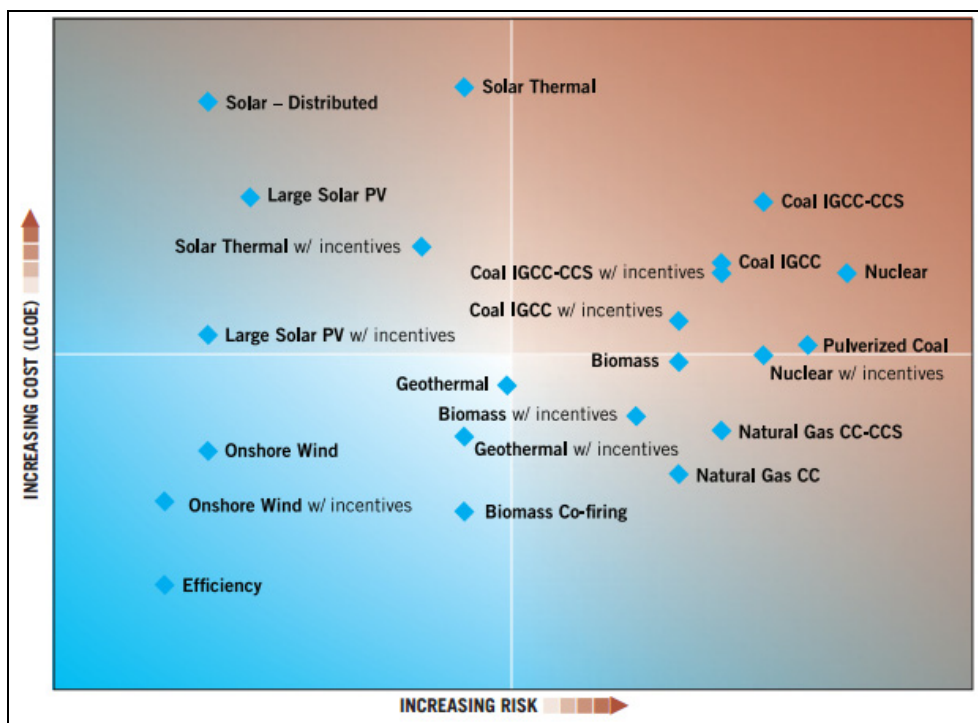 Solar Thermal
Solar – Distributed
Large Solar PV
Coal IGCC-CCS
Solar Thermal w/ incentives
Coal IGCC
Coal IGCC-CCS w/ incentives
Nuclear
Coal IGCC w/ incentives
Large Solar PV w/ incentives
Pulverized Coal
Biomass
Nuclear w/ incentives
Geothermal
Biomass w/ incentives
Natural Gas CC-CCS
Onshore Wind
Geothermal w/ incentives
Natural Gas CC
Onshore Wind w/ incentives
Biomass Co-firing
Efficiency
INCREASING COST (LCOE)
INCREASING RISK